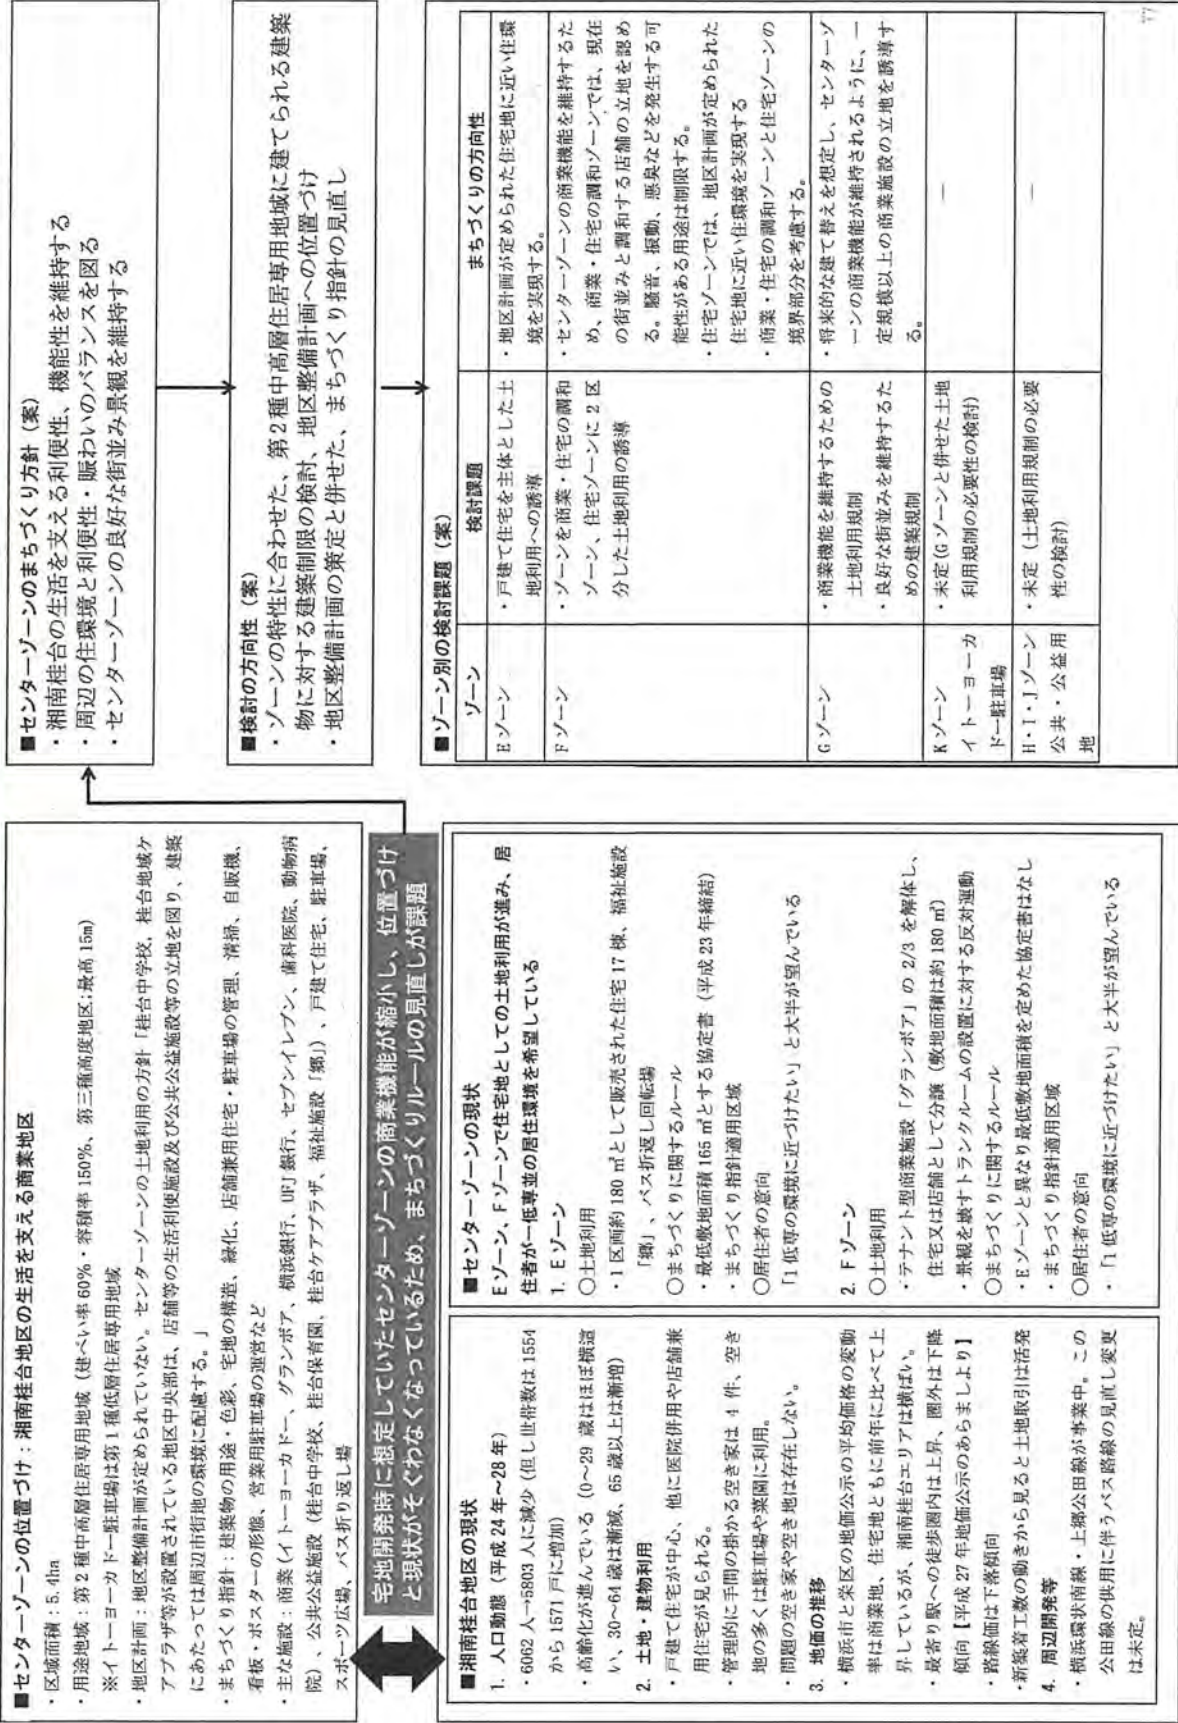 ■センターゾーンの位置づけ：湘南桂台地区の生活を支える商業地区
・区域面積：5.4ha
・用途地域：第2種中高層住居専用地域（建ぺい率60%・容積率150%、第三種高度地区；最高15m）
※イトーヨーカドー駐車場は第1種低層住居専用地域
・地区計画：地区整備計画が定められていない。センターゾーンの土地利用の方針「桂台中学校、桂台地域ケ
アプラザ等が設置されている地区中央部は、店舗等の生活利便施設及び公共公益施設等の立地を図り、建築
にあたっては周辺市街地の環境に配慮する。」
・まちづくり指針：建築物の用途・色彩、宅地の構造、緑化、店舗兼用住宅・駐車場の管理、清掃、自販機、
看板・ポスターの形態、営業用駐車場の運営など
・主な施設：商業（イトーヨーカドー、グランボア、横浜銀行、UFJ銀行、セブンイレブン、歯科医院、動物病
院）、公共公益施設（桂台中学校、桂台保育園、桂台ケアプラザ、福祉施設「郷」）、戸建て住宅、駐車場、
スポーツ広場、バス折り返し場
宅地開発時に想定していたセンターゾーンの商業機能が縮小し、位置づけ
と現状がそぐわなくなっているため、まちづくりルールの見直しが課題
■湘南桂台地区の現状
1. 人口動態（平成24年～28年）
・6062人→5803人に減少（但し世帯数は1554
から1571戸に増加）
・高齢化が進んでいる（0～29歳はほぼ横這
い、30～64歳は漸減、65歳以上は漸増）
2. 土地・建物利用
・戸建て住宅が中心、他に医院併用や店舗兼
用住宅が見られる。
・管理的に手間の掛かる空き家は4件、空き
地の多くは駐車場や菜園に利用。
・問題の空き家や空き地は存在しない。
3. 地価の推移
・横浜市と栄区の地価公示の平均価格の変動
率は商業地、住宅地ともに前年に比べて上
昇しているが、湘南桂台エリアは横ばい。
・最寄り駅への徒歩圏内は上昇、圏外は下降
傾向【平成27年地価公示のあらましより】
・路線価は下落傾向
・新築着工数の動きから見ると土地取引は活発
4. 周辺開発等
・横浜環状南線・上郷公田線が事業中。この
公田線の供用に伴うバス路線の見直し変更
は未定。
■センターゾーンの現状
Eゾーン、Fゾーンで住宅地としての土地利用が進み、居
住者が一低専並の居住環境を希望している
1. Eゾーン
○土地利用
・1区画約180㎡として販売された住宅17棟、福祉施設
「郷」、バス折返し回転場
○まちづくりに関するルール
・最低敷地面積165㎡とする協定書（平成23年締結）
・まちづくり指針適用区域
○居住者の意向
「1低専の環境に近づけたい」と大半が望んでいる
2. Fゾーン
○土地利用
・テナント型商業施設「グランボア」の2/3を解体し、
住宅又は店舗として分譲（敷地面積は約180㎡）
・景観を壊すトランクルームの設置に対する反対運動
○まちづくりに関するルール
・Eゾーンと異なり最低敷地面積を定めた協定書はなし
・まちづくり指針適用区域
○居住者の意向
・「1低専の環境に近づけたい」と大半が望んでいる
■センターゾーンのまちづくり方針（案）
・湘南桂台の生活を支える利便性、機能性を維持する
・周辺の住環境と利便性・賑わいのバランスを図る
・センターゾーンの良好な街並み景観を維持する
■検討の方向性（案）
・ゾーンの特性に合わせた、第2種中高層住居専用地域に建てられる建築
物に対する建築制限の検討、地区整備計画への位置づけ
・地区整備計画の策定と併せた、まちづくり指針の見直し
■ゾーン別の検討課題（案）
ゾーン 検討課題 まちづくりの方向性
Eゾーン
・戸建て住宅を主体とした土
地利用への誘導
・地区計画が定められた住宅地に近い住環
境を実現する。
Fゾーン
・ゾーンを商業・住宅の調和
ゾーン、住宅ゾーンに2区
分した土地利用の誘導
・センターゾーンの商業機能を維持するた
め、商業・住宅の調和ゾーンでは、現在
の街並みと調和する店舗の立地を認め
る。騒音、振動、悪臭などを発生する可
能性がある用途は制限する。
・住宅ゾーンでは、地区計画が定められた
住宅地に近い住環境を実現する
・商業・住宅の調和ゾーンと住宅ゾーンの
境界部分を考慮する。
Gゾーン
・商業機能を維持するための
土地利用規制
・良好な街並みを維持するた
めの建築規制
・将来的な建て替えを想定し、センターゾ
ーンの商業機能が維持されるように、一
定規模以上の商業施設の立地を誘導す
る。
Kゾーン
イトーヨーカ
ドー駐車場
・未定（Gゾーンと併せた土地
利用規制の必要性の検討）
―
H・I・Jゾーン
公共・公益用
地
・未定（土地利用規制の必要
性の検討）
―